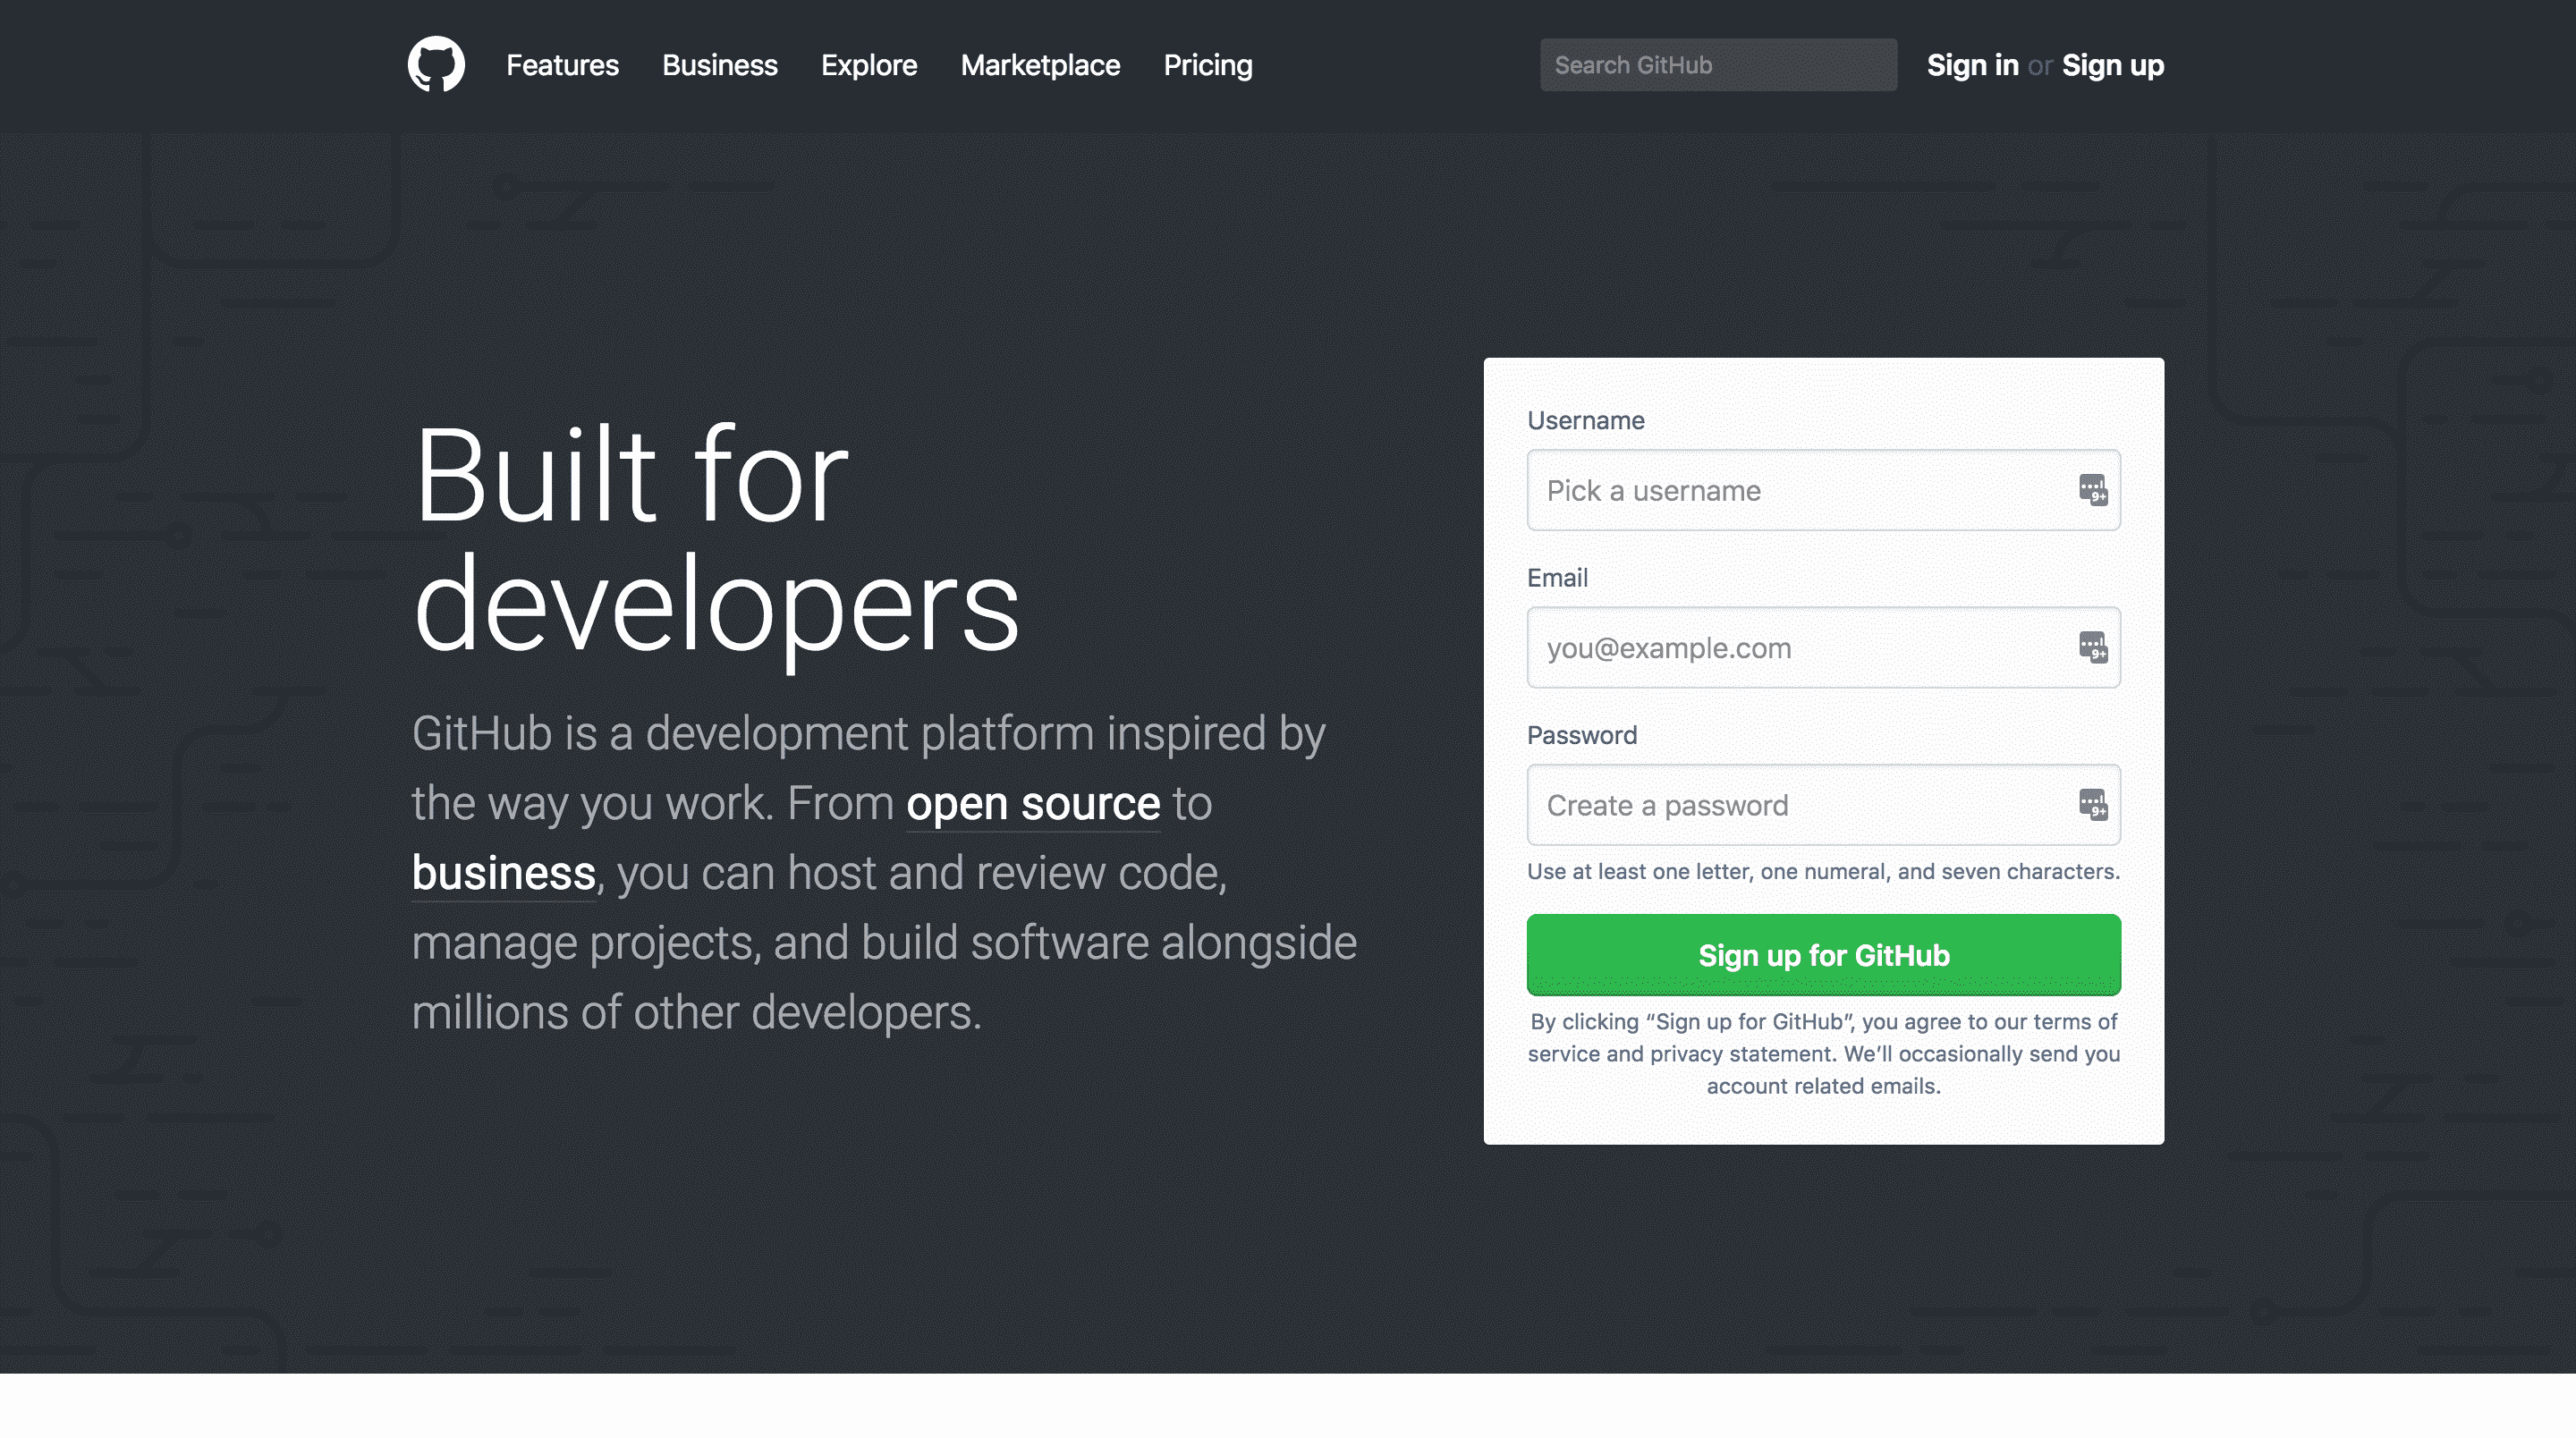 Features Business Explore Marketplace Pricing Search GitHub Sign in or Sign up
Built for
developers
GitHub is a development platform inspired by
the way you work. From open source to
business, you can host and review code,
manage projects, and build software alongside
millions of other developers.
Username
Pick a username
9+
Email
you@example.com
9+
Password
Create a password
9+
Use at least one letter, one numeral, and seven characters.
Sign up for GitHub
By clicking “Sign up for GitHub”, you agree to our terms of
service and privacy statement. We’ll occasionally send you
account related emails.